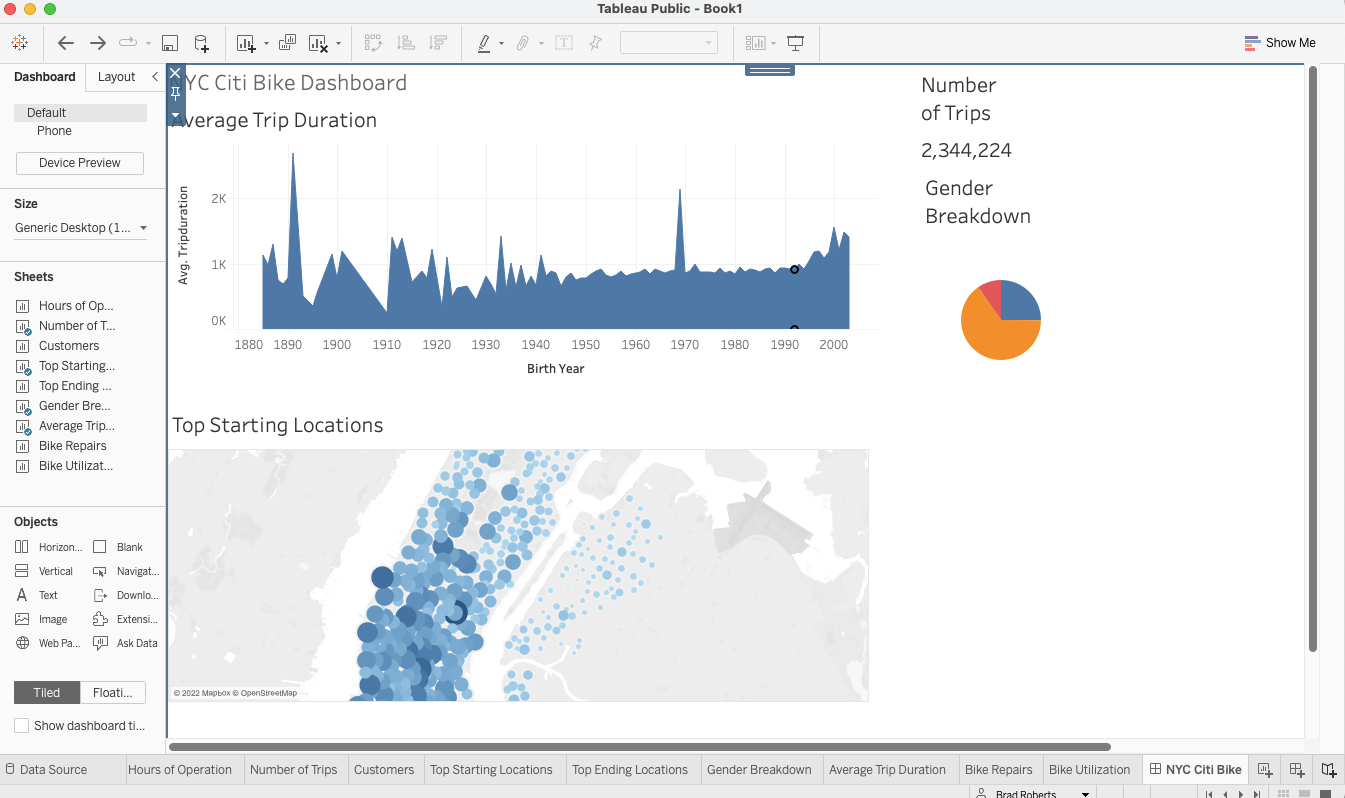 Tableau Public - Book1
Show Me
Dashboard
Layout
Default
Phone
Device Preview
Size
Generic Desktop (1...
Sheets
Hours of Op...
Number of T...
Customers
Top Starting...
Top Ending ...
Gender Bre...
Average Trip...
Bike Repairs
Bike Utilizat...
Objects
Horizon...
Blank
Vertical
Navigat...
A Text
Downlo...
Image
Extensi...
Web Pa...
Ask Data
Tiled
Floati...
Show dashboard ti...
NYC Citi Bike Dashboard
Average Trip Duration
Avg. Tripduration
2K
1K
0K
1880 1890 1900 1910 1920 1930 1940 1950 1960 1970 1980 1990 2000
Birth Year
Number
of Trips
2,344,224
Gender
Breakdown
Top Starting Locations
© 2022 Mapbox © OpenStreetMap
Data Source
Hours of Operation
Number of Trips
Customers
Top Starting Locations
Top Ending Locations
Gender Breakdown
Average Trip Duration
Bike Repairs
Bike Utilization
NYC Citi Bike
Brad Roberts